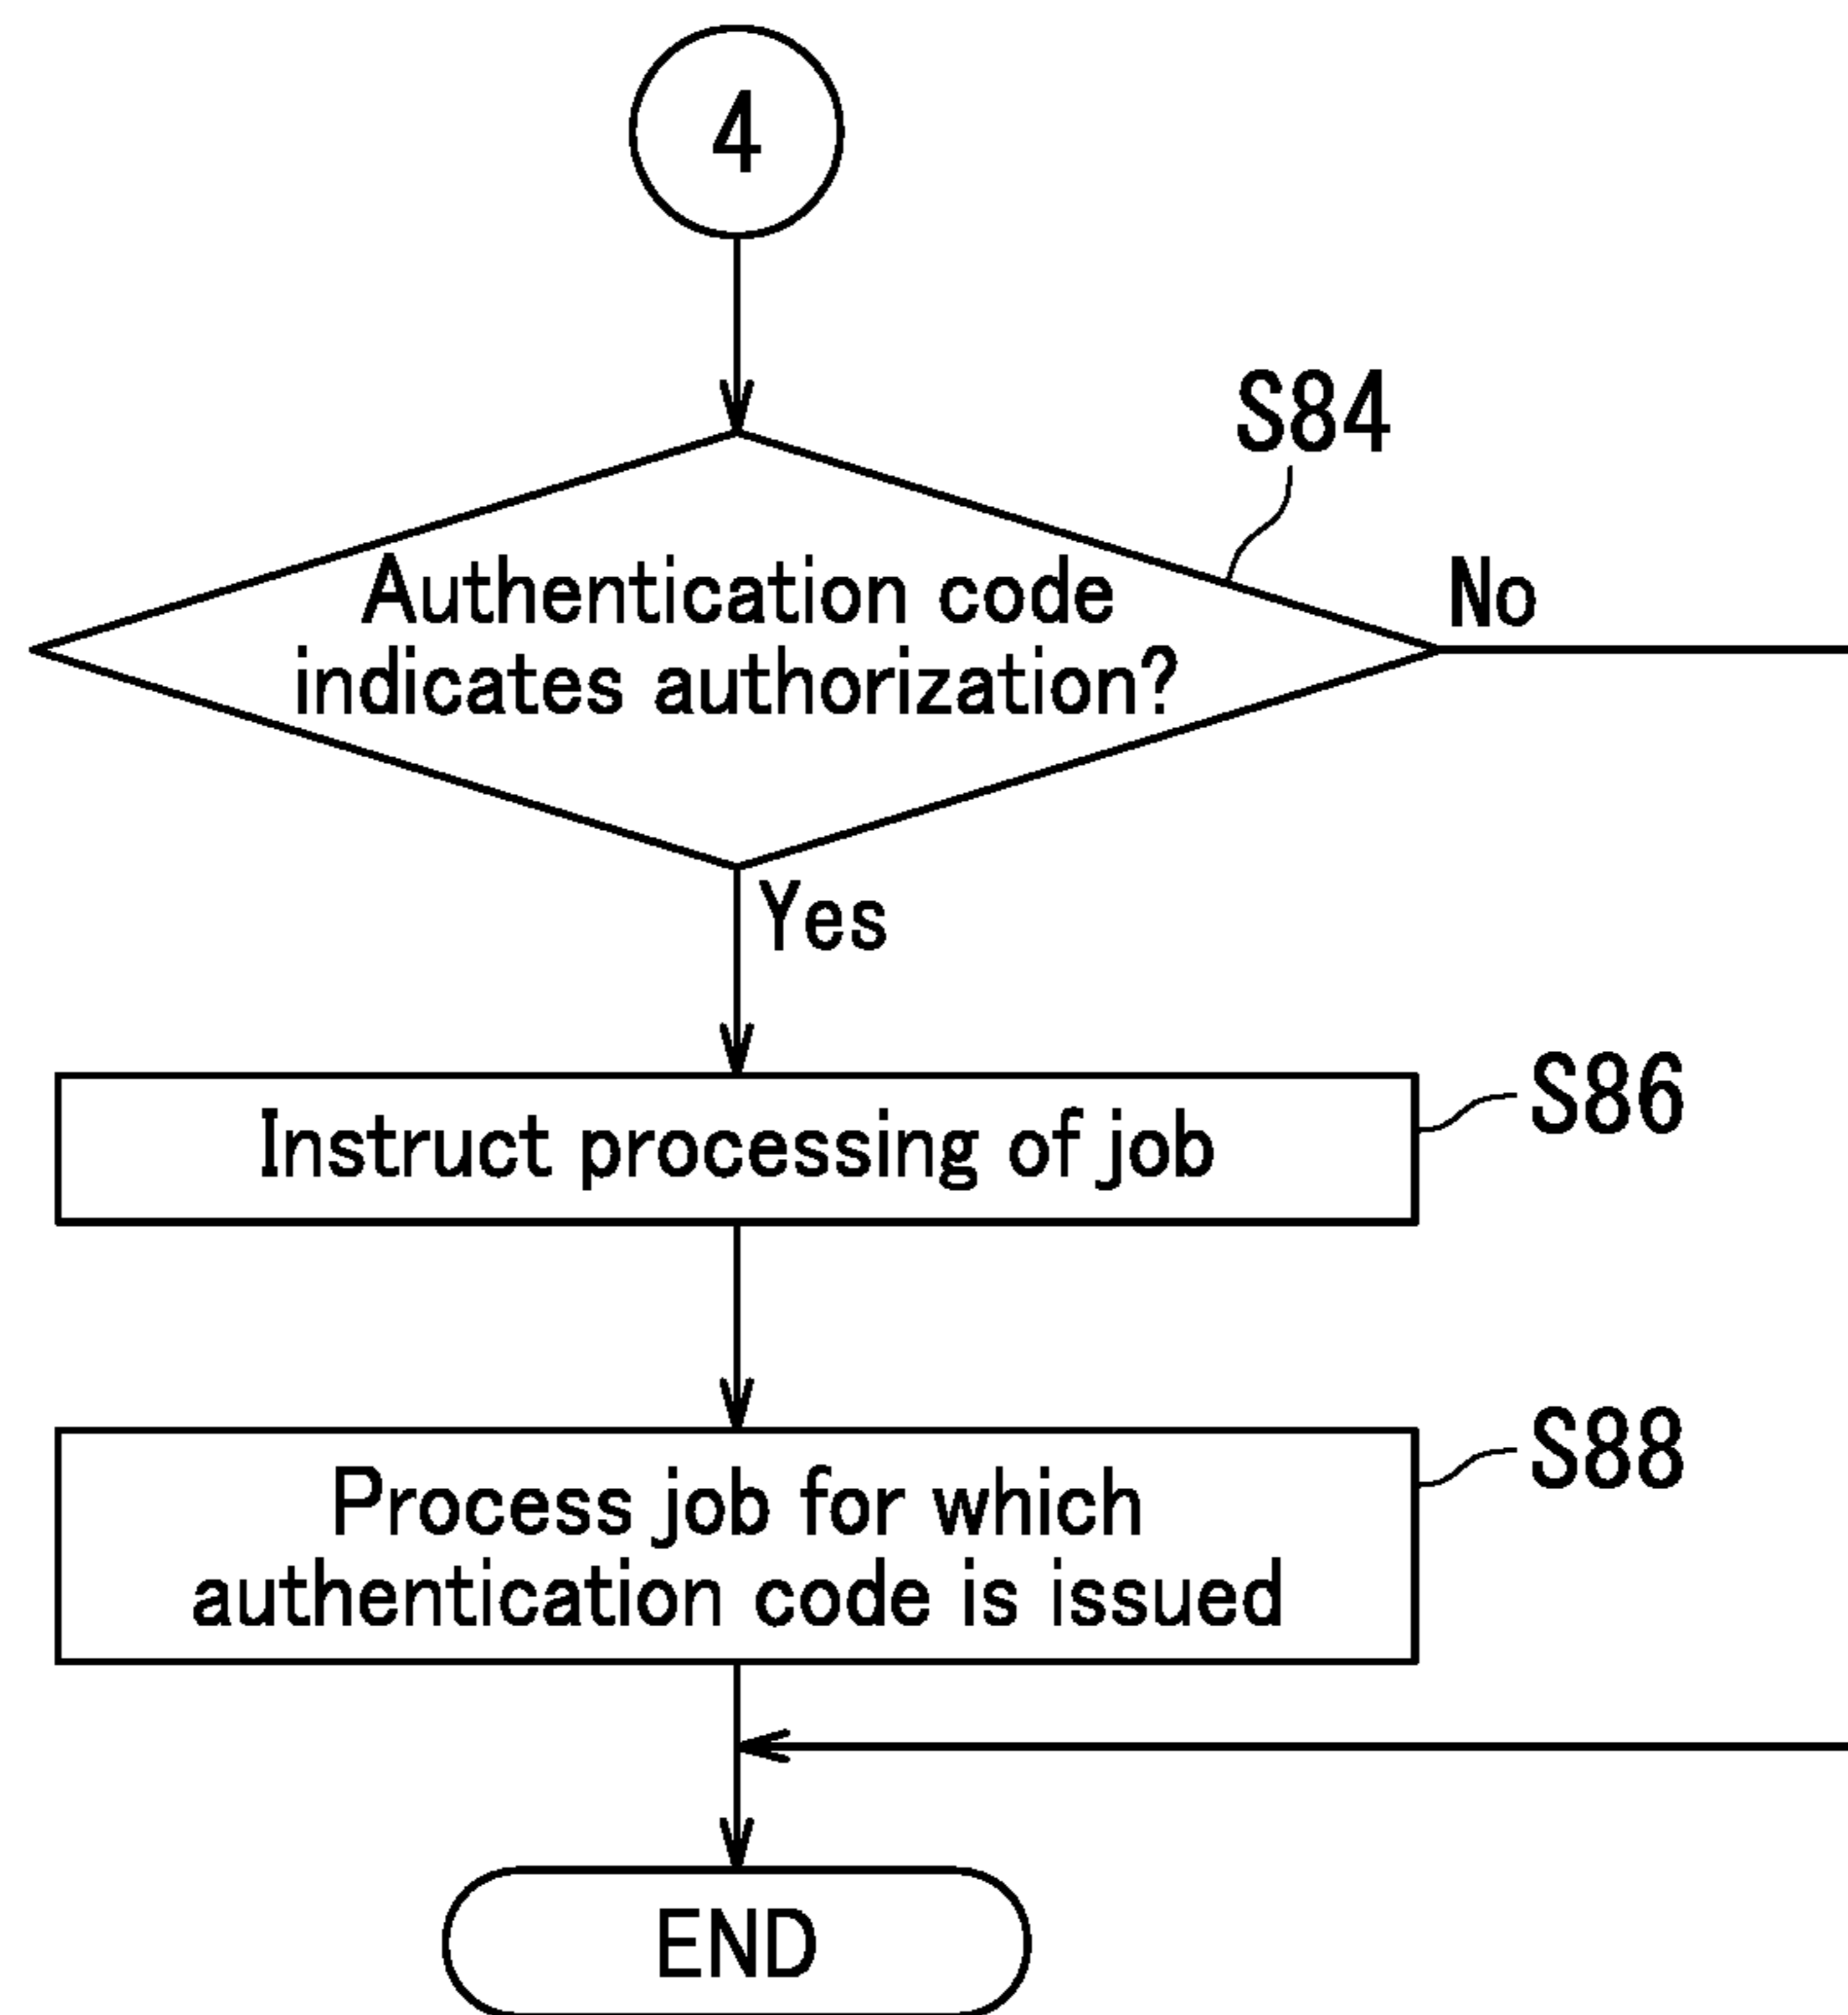 4
S84
Authentication code
indicates authorization?
No
Yes
Instruct processing of job
S86
Process job for which
authentication code is issued
S88
END